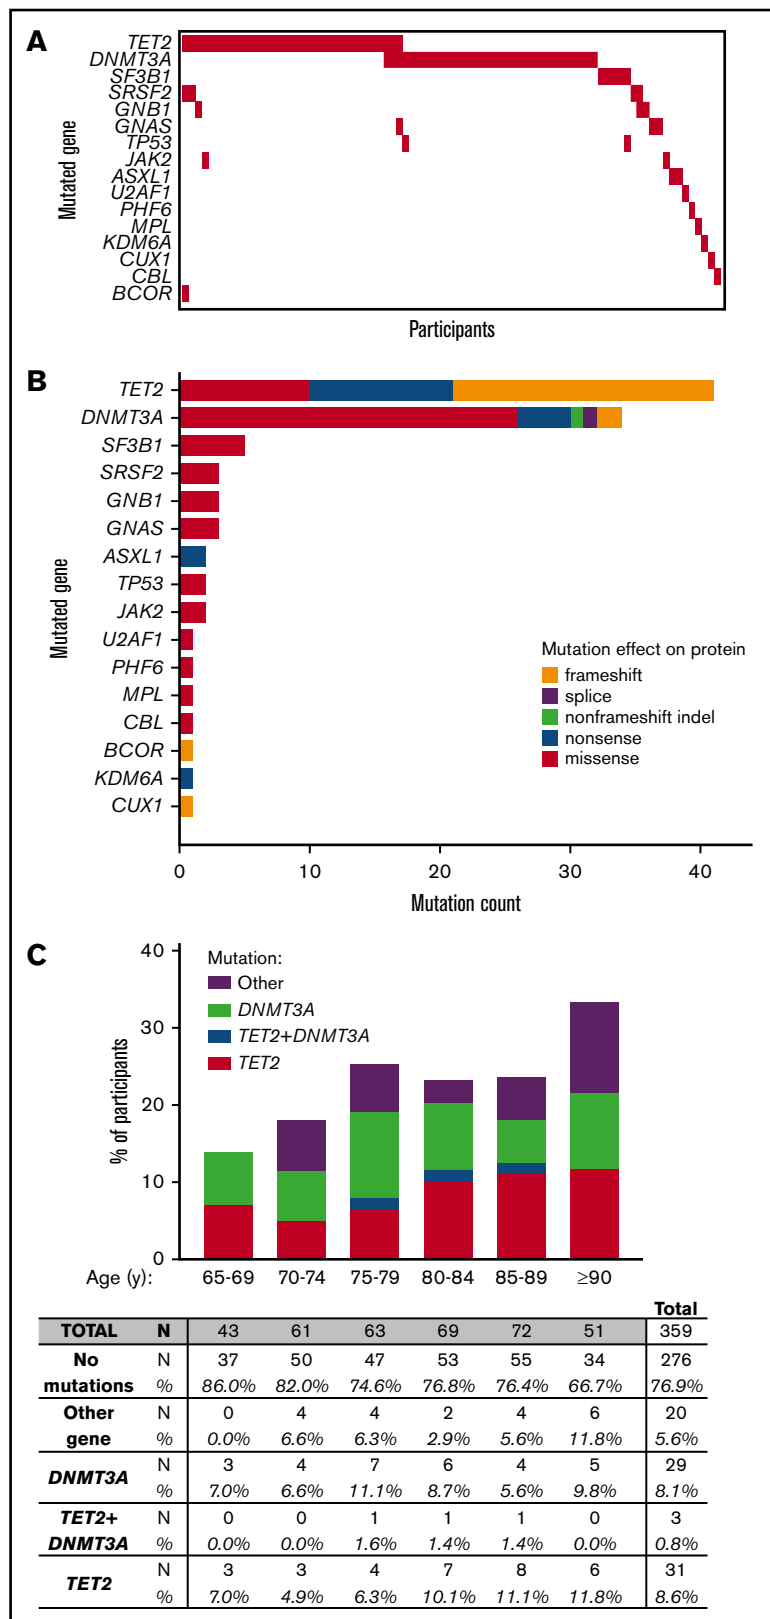 A
TET2
DNMT3A
SF3B1
SRSF2
GNB1
GNAS
TP53
JAK2
ASXL1
U2AF1
PHF6
MPL
KDM6A
CUX1
CBL
BCOR
Mutated gene
Participants
B
TET2
DNMT3A
SF3B1
SRSF2
GNB1
GNAS
ASXL1
TP53
JAK2
U2AF1
PHF6
MPL
CBL
BCOR
KDM6A
CUX1
Mutated gene
Mutation effect on protein
frameshift
splice
nonframeshift indel
nonsense
missense
0 10 20 30 40
Mutation count
C
40
30
20
10
0
% of participants
Mutation:
Other
DNMT3A
TET2+DNMT3A
TET2
Age (y): 65-69 70-74 75-79 80-84 85-89 ≥90
Total
TOTAL N 43 61 63 69 72 51 359
No N 37 50 47 53 55 34 276
mutations % 86.0% 82.0% 74.6% 76.8% 76.4% 66.7% 76.9%
Other N 0 4 4 2 4 6 20
gene % 0.0% 6.6% 6.3% 2.9% 5.6% 11.8% 5.6%
DNMT3A N 3 4 7 6 4 5 29
% 7.0% 6.6% 11.1% 8.7% 5.6% 9.8% 8.1%
TET2+ N 0 0 1 1 1 0 3
DNMT3A % 0.0% 0.0% 1.6% 1.4% 1.4% 0.0% 0.8%
TET2 N 3 3 4 7 8 6 31
% 7.0% 4.9% 6.3% 10.1% 11.1% 11.8% 8.6%